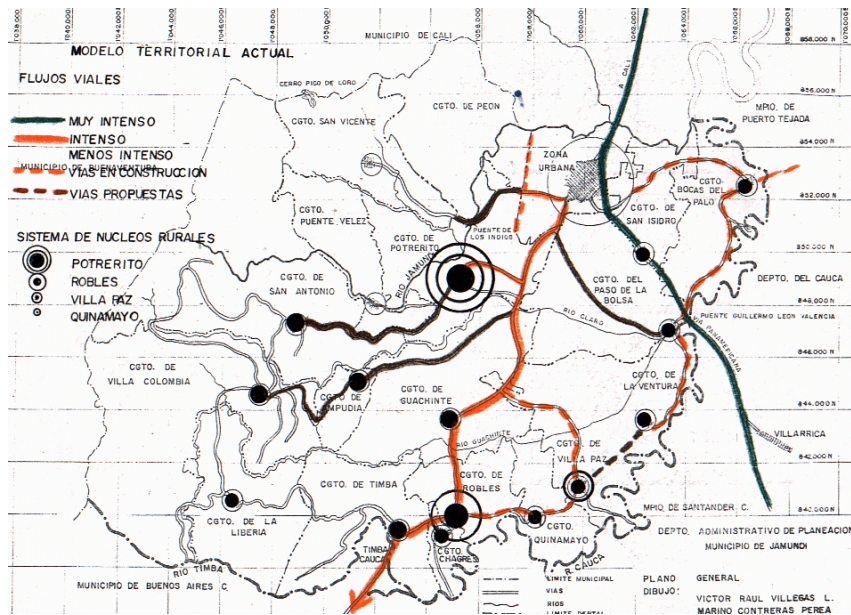 MUNICIPIO DE CALI
MODELO TERRITORIAL ACTUAL
FLUJOS VIALES
MUY INTENSO
INTENSO
MENOS INTENSO
MUNICIPIO DE BUENAVENTURA
VIAS EN CONSTRUCCION
VIAS PROPUESTAS
SISTEMA DE NUCLEOS RURALES
POTRERITO
ROBLES
VILLA PAZ
QUINAMAYO
CERRO PICO DE LORO
CGTO. SAN VICENTE
CGTO. DE PEON
A CALI
MPIO. DE
PUERTO TEJADA
ZONA
URBANA
CGTO.
BOCAS DEL
PALO
CGTO. DE
SAN ISIDRO
CGTO.
PUENTE VELEZ
CGTO. DE
POTRERITO
PUENTE DE
LOS INDIOS
RIO JAMUNDI
CGTO. DE
SAN ANTONIO
CGTO. DEL
PASO DE LA
BOLSA
DEPTO. DEL CAUCA
RIO CLARO
PUENTE GUILLERMO LEON VALENCIA
VIA PANAMERICANA
CGTO. DE
VILLA COLOMBIA
CGTO DE
AMPUDIA
CGTO. DE
GUACHINTE
CGTO. DE
LA VENTURA
RIO GUACHINTE
VILLARRICA
CGTO. DE
VILLA PAZ
CGTO. DE TIMBA
CGTO. DE
ROBLES
CGTO. DE LA
LIBERIA
TIMBA
CAUCA
CGTO.
CHAGRES
CGTO.
QUINAMAYO
R. CAUCA
MPIO. DE SANTANDER C.
DEPTO. ADMINISTRATIVO DE PLANEACION
MUNICIPIO DE JAMUNDI
RIO TIMBA
MUNICIPIO DE BUENOS AIRES C.
LIMITE MUNICIPAL
VIAS
RIOS
LIMITE DEPTAL
PLANO GENERAL
DIBUJO:
VICTOR RAUL VILLEGAS L.
MARINO CONTRERAS PEREA
858.000 N
856.000 N
854.000 N
852.000 N
850.000 N
848.000 N
846.000 N
844.000 N
842.000 N